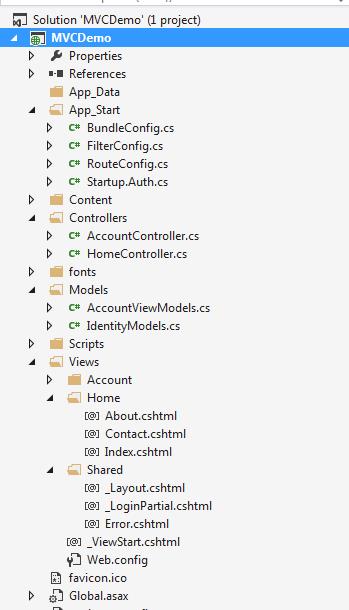 Solution 'MVCDemo' (1 project)
MVCDemo
Properties
References
App_Data
App_Start
C# BundleConfig.cs
C# FilterConfig.cs
C# RouteConfig.cs
C# Startup.Auth.cs
Content
Controllers
C# AccountController.cs
C# HomeController.cs
fonts
Models
C# AccountViewModels.cs
C# IdentityModels.cs
Scripts
Views
Account
Home
[@] About.cshtml
[@] Contact.cshtml
[@] Index.cshtml
Shared
[@] _Layout.cshtml
[@] _LoginPartial.cshtml
[@] Error.cshtml
[@] _ViewStart.cshtml
Web.config
favicon.ico
Global.asax